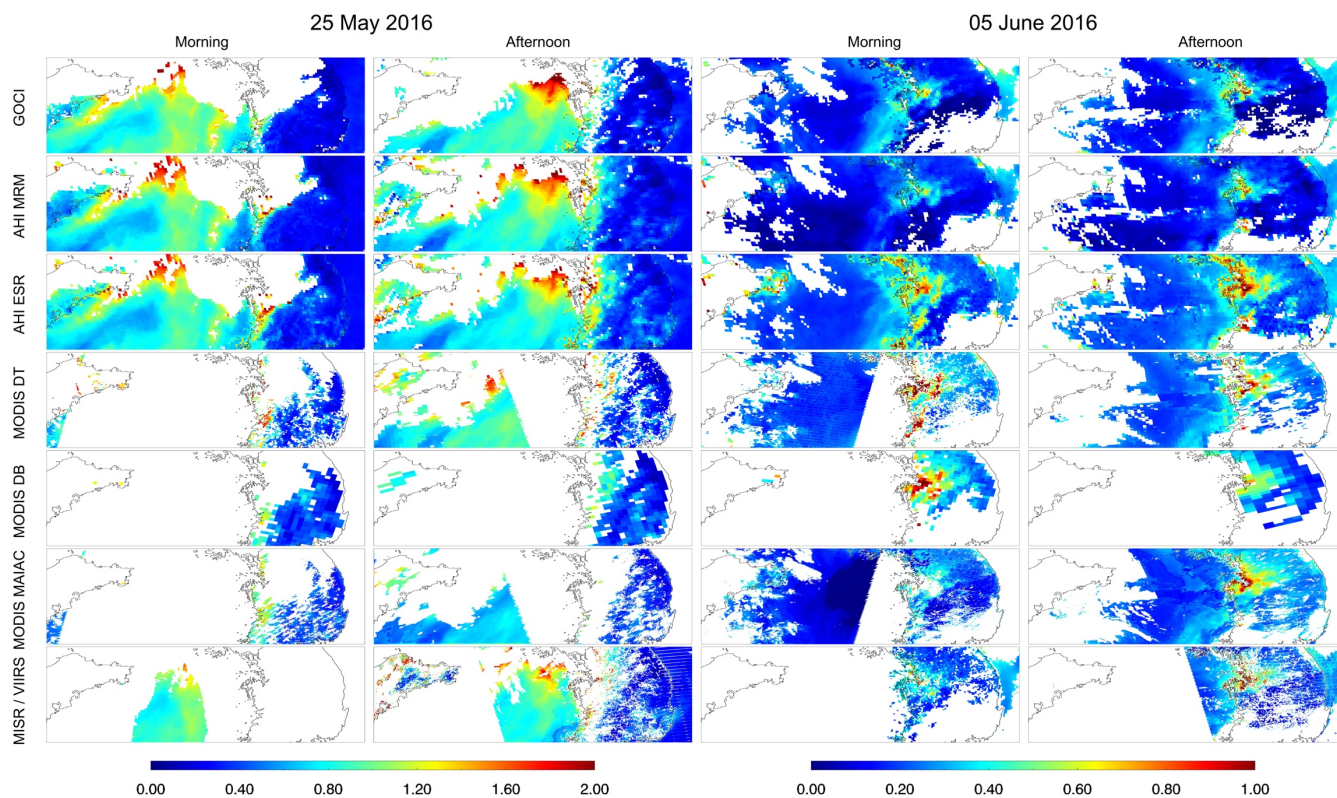 25 May 2016 05 June 2016
Morning Afternoon Morning Afternoon
GOCI
AHI MRM
AHI ESR
MODIS DT
MODIS DB
MODIS MAIAC
MISR / VIIRS
0.00 0.40 0.80 1.20 1.60 2.00 0.00 0.20 0.40 0.60 0.80 1.00